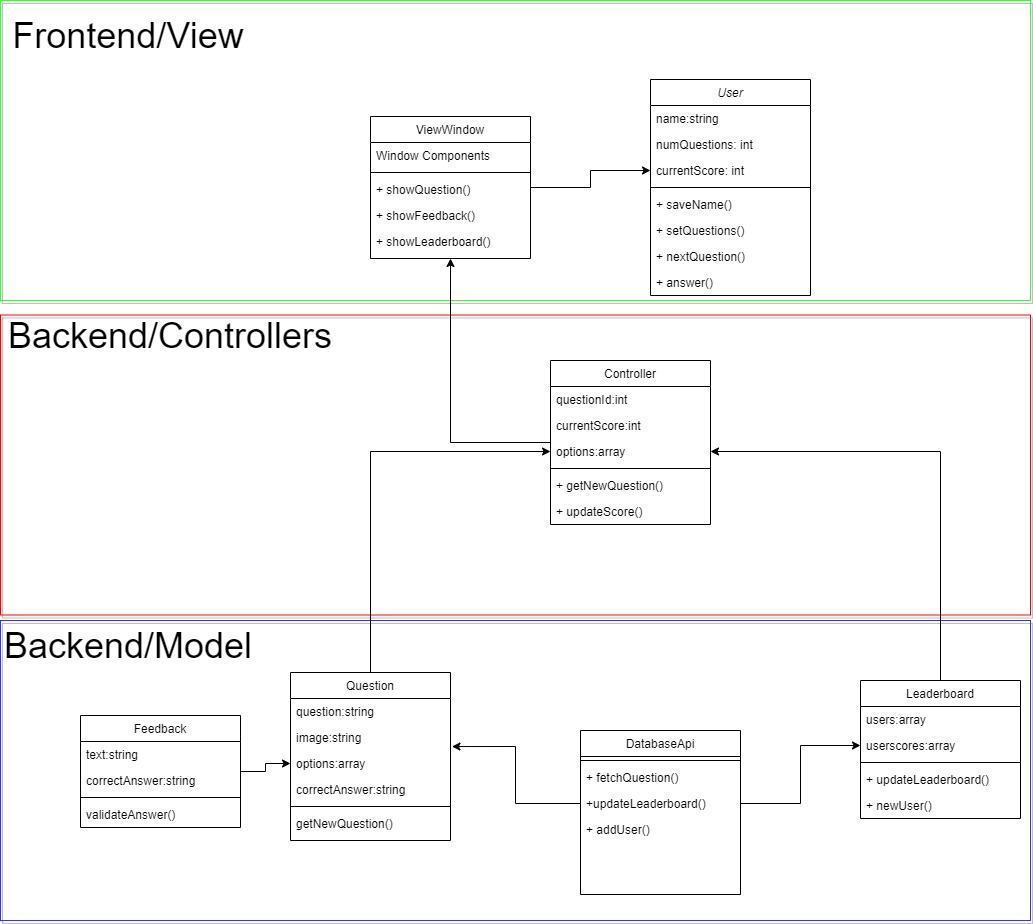 Frontend/View
User
name:string
numQuestions: int
currentScore: int
+ saveName()
+ setQuestions()
+ nextQuestion()
+ answer()
ViewWindow
Window Components
+ showQuestion()
+ showFeedback()
+ showLeaderboard()
Backend/Controllers
Controller
questionId:int
currentScore:int
options:array
+ getNewQuestion()
+ updateScore()
Backend/Model
Feedback
text:string
correctAnswer:string
validateAnswer()
Question
question:string
image:string
options:array
correctAnswer:string
getNewQuestion()
DatabaseApi
+ fetchQuestion()
+updateLeaderboard()
+ addUser()
Leaderboard
users:array
userscores:array
+ updateLeaderboard()
+ newUser()